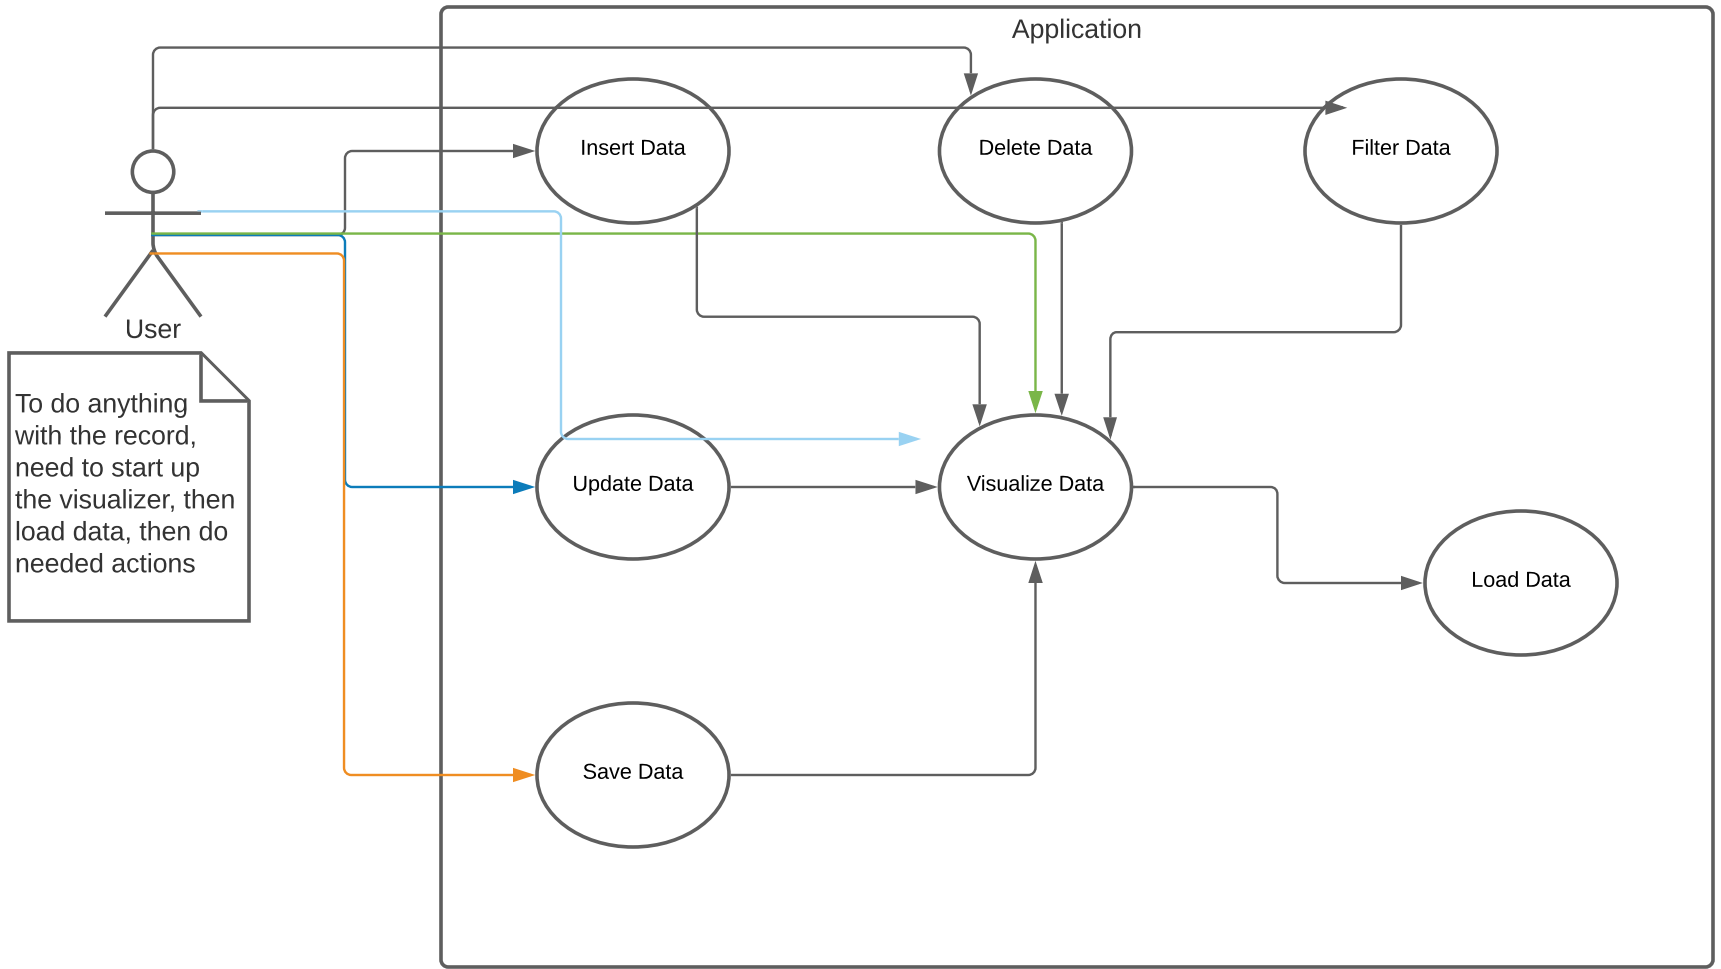 Application
Insert Data
Delete Data
Filter Data
User
To do anything
with the record,
need to start up
the visualizer, then
load data, then do
needed actions
Update Data
Visualize Data
Load Data
Save Data